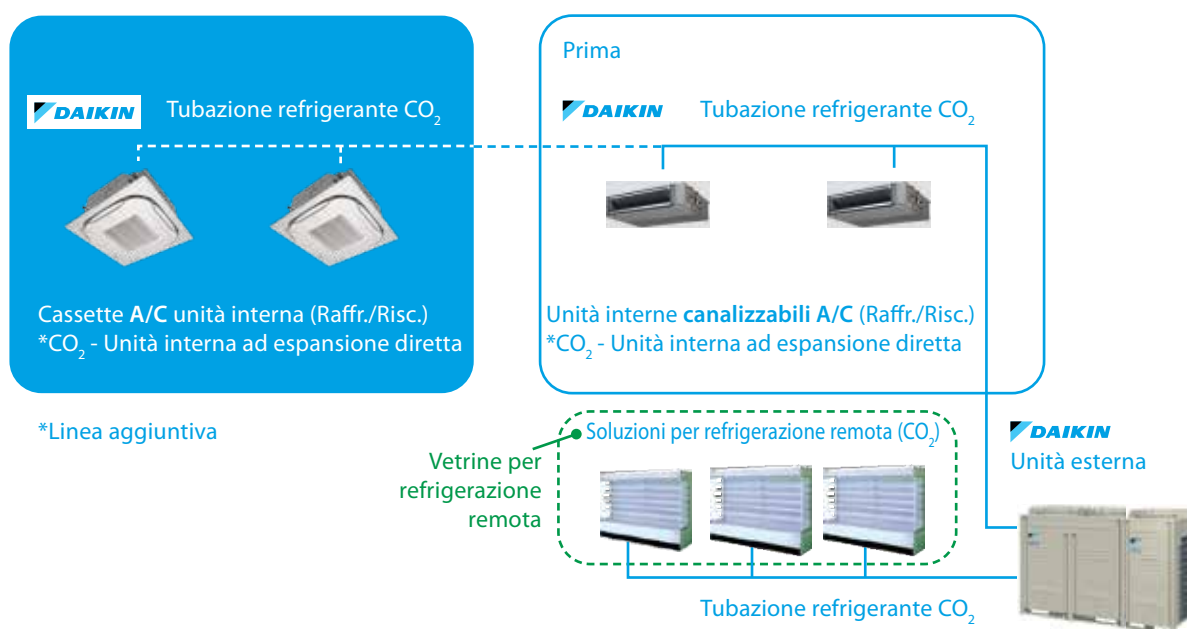 DAIKIN
Tubazione refrigerante CO₂
Cassette A/C unità interna (Raffr./Risc.)
*CO₂ - Unità interna ad espansione diretta
*Linea aggiuntiva
Prima
DAIKIN
Tubazione refrigerante CO₂
Unità interne canalizzabili A/C (Raffr./Risc.)
*CO₂ - Unità interna ad espansione diretta
Soluzioni per refrigerazione remota (CO₂)
Vetrine per
refrigerazione
remota
DAIKIN
Unità esterna
Tubazione refrigerante CO₂